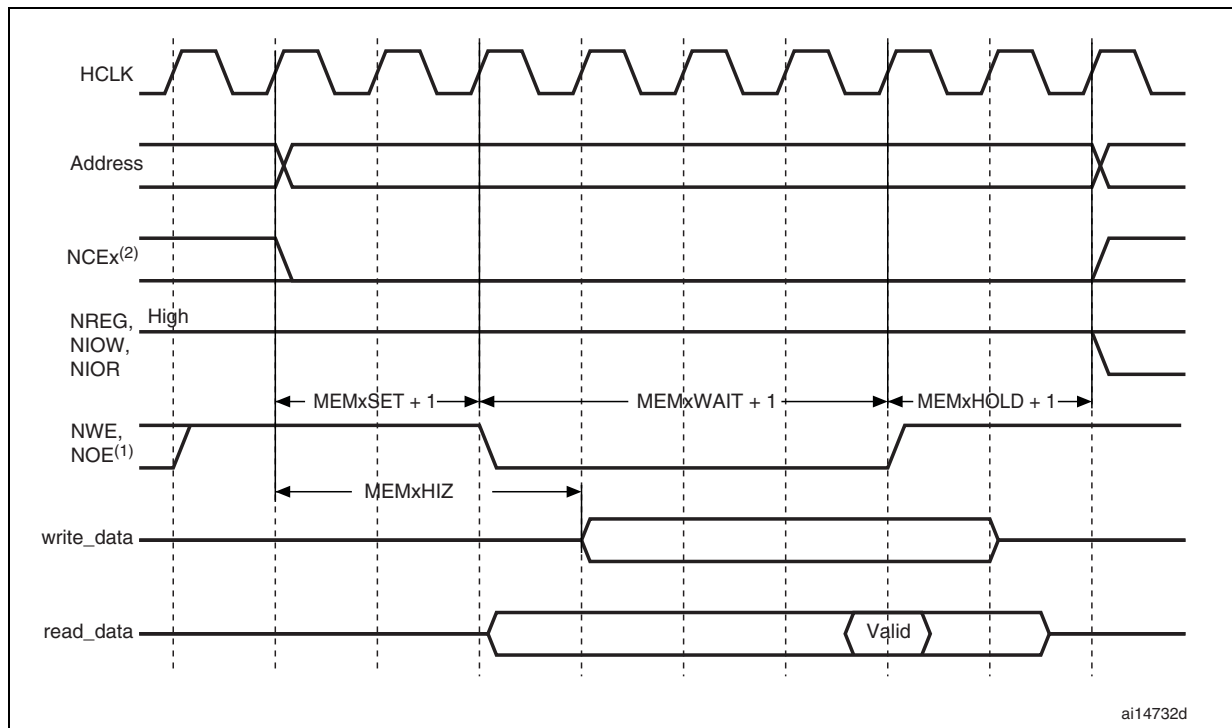 HCLK
Address
NCEx(2)
High
NREG,
NIOW,
NIOR
MEMxSET + 1
MEMxWAIT + 1
MEMxHOLD + 1
NWE,
NOE(1)
MEMxHIZ
write_data
read_data
Valid
ai14732d